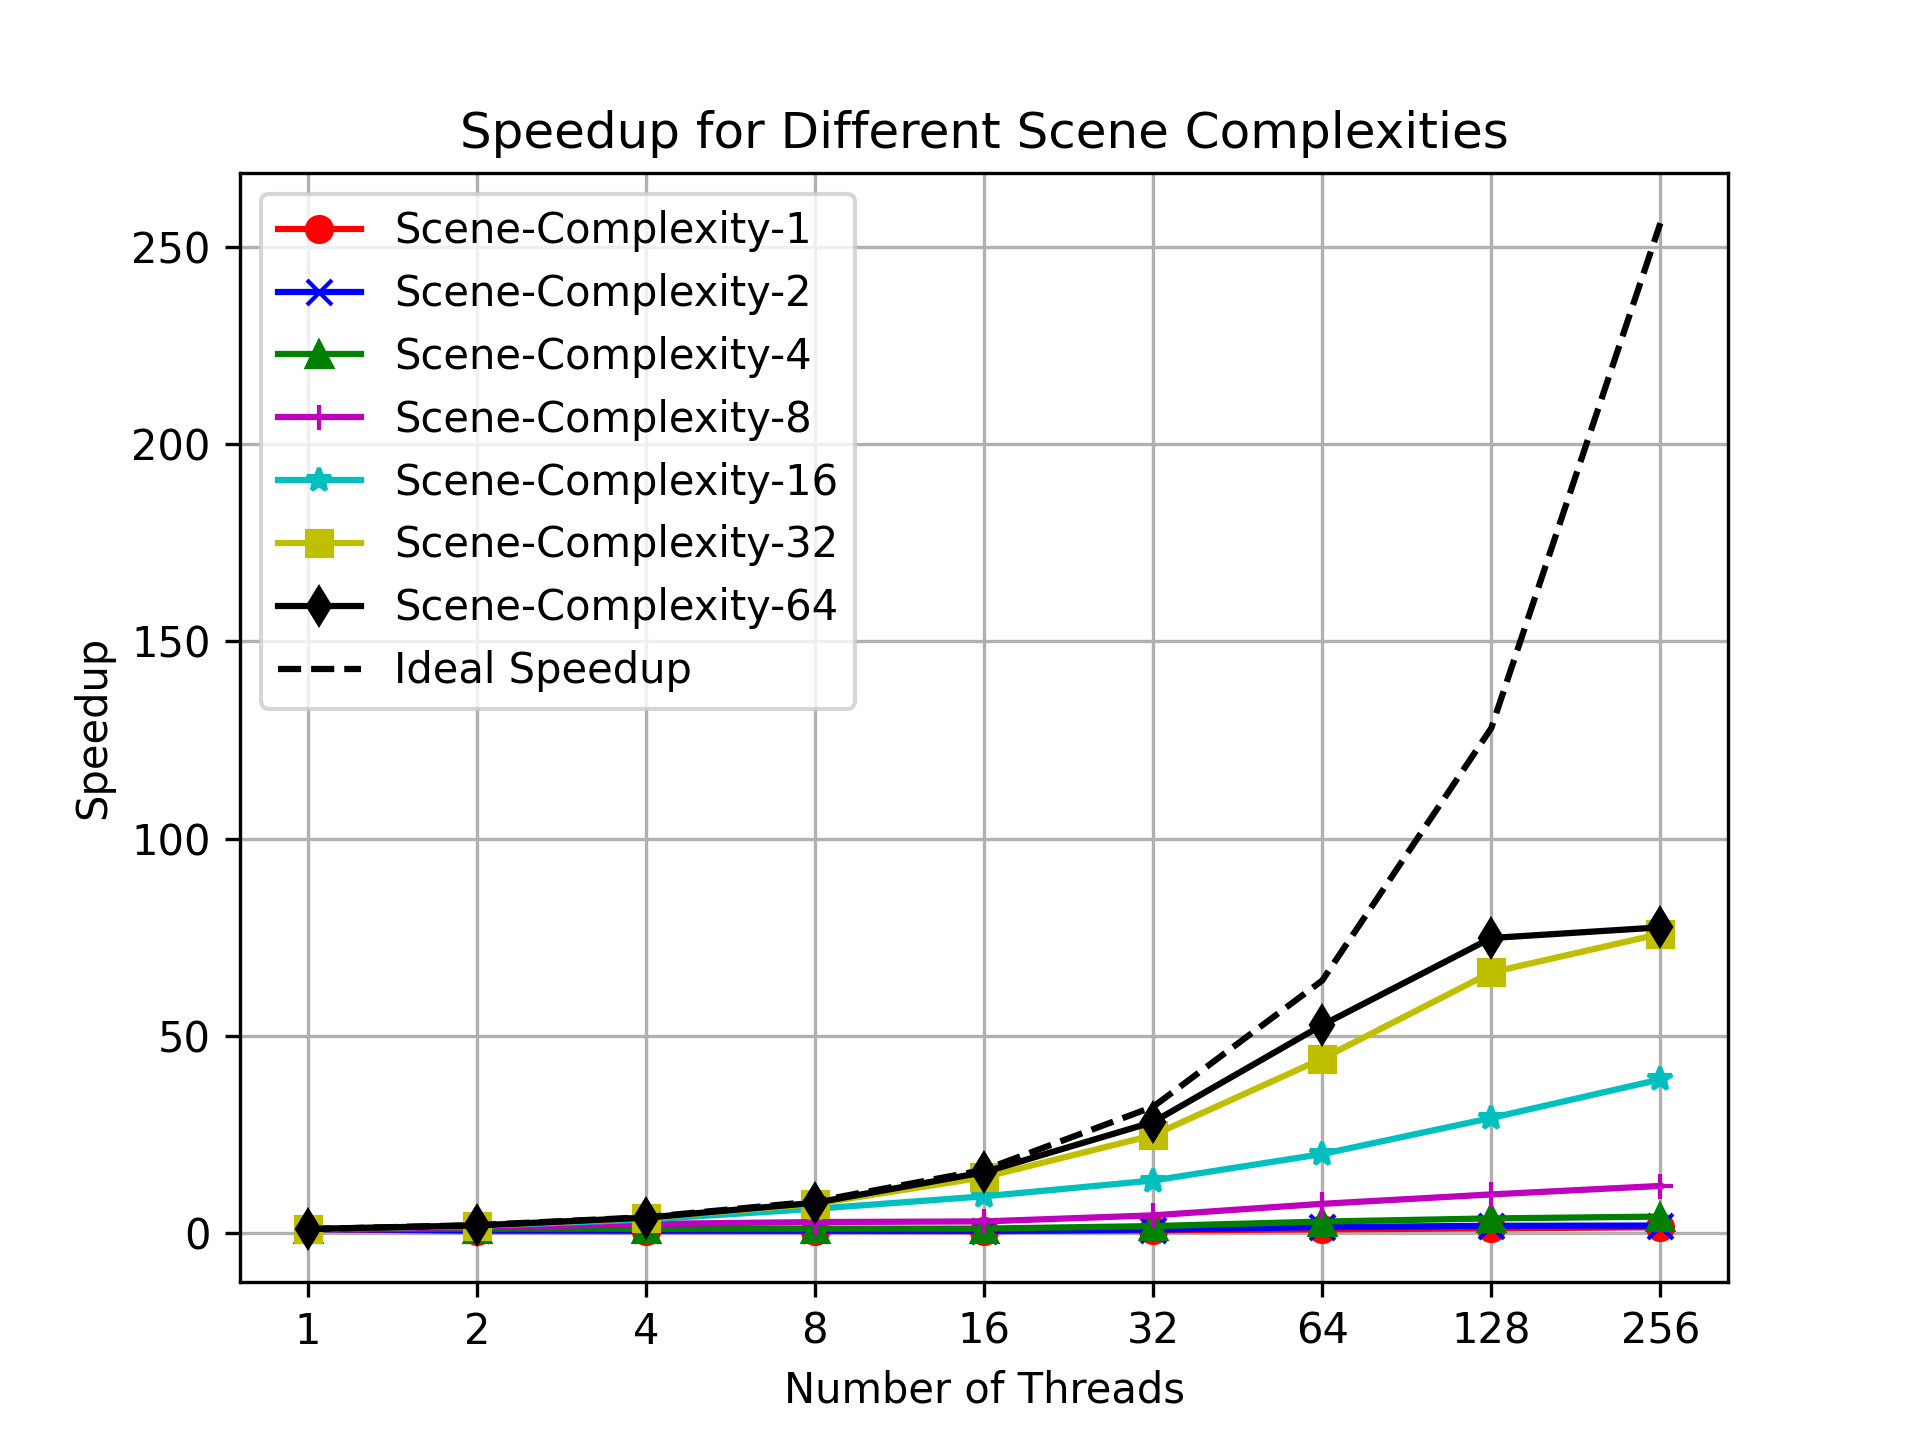 Speedup for Different Scene Complexities
Scene-Complexity-1
Scene-Complexity-2
Scene-Complexity-4
Scene-Complexity-8
Scene-Complexity-16
Scene-Complexity-32
Scene-Complexity-64
Ideal Speedup
Speedup
250
200
150
100
50
0
1 2 4 8 16 32 64 128 256
Number of Threads